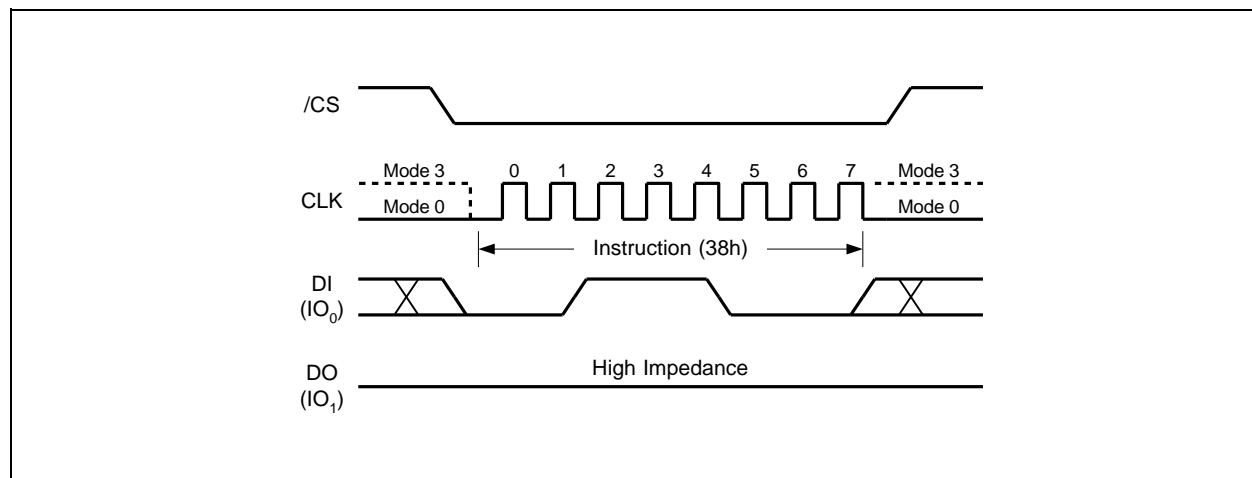 /CS
Mode 3 0 1 2 3 4 5 6 7 Mode 3
CLK
Mode 0 Mode 0
Instruction (38h)
DI
(IO0)
High Impedance
DO
(IO1)